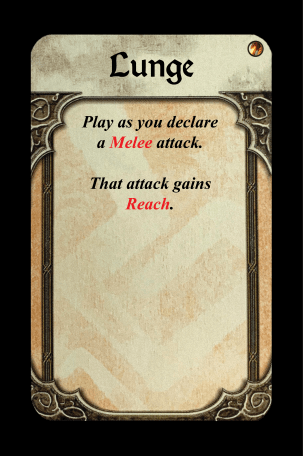 Lunge
Play as you declare
a Melee attack.
That attack gains
Reach.